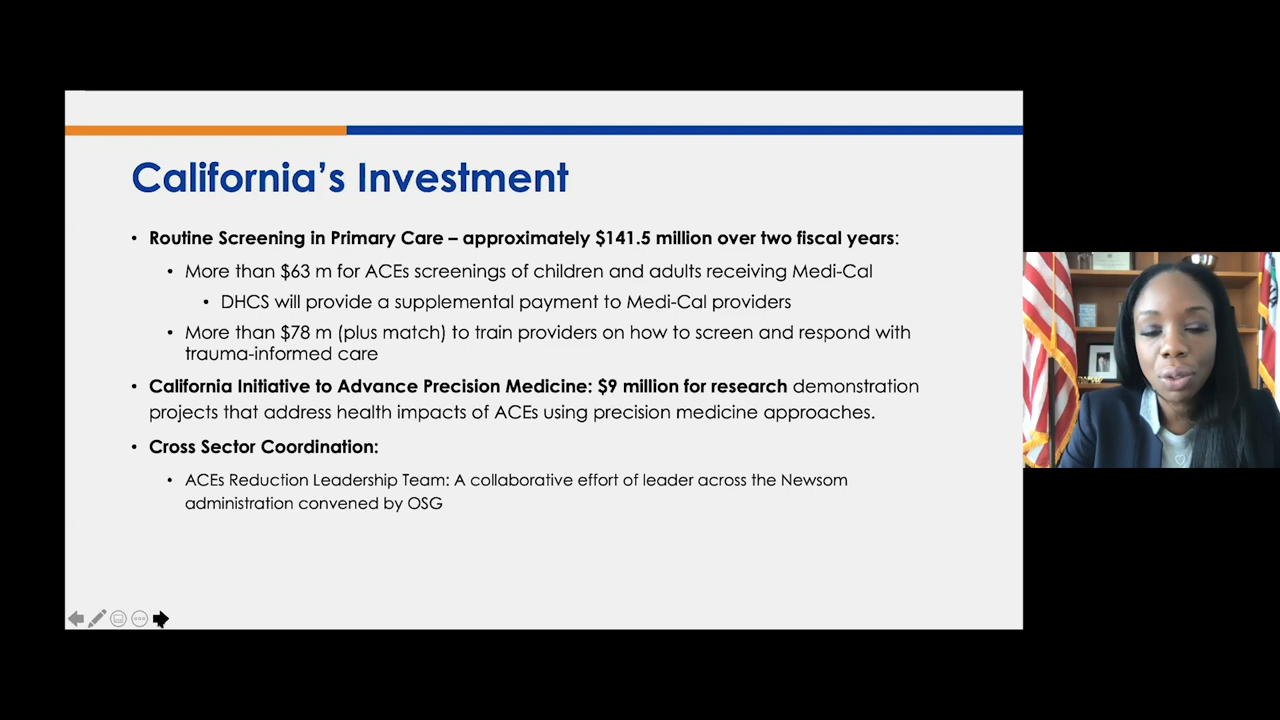 California's Investment
• Routine Screening in Primary Care – approximately $141.5 million over two fiscal years:
• More than $63 m for ACEs screenings of children and adults receiving Medi-Cal
• DHCS will provide a supplemental payment to Medi-Cal providers
• More than $78 m (plus match) to train providers on how to screen and respond with
trauma-informed care
• California Initiative to Advance Precision Medicine: $9 million for research demonstration
projects that address health impacts of ACEs using precision medicine approaches.
• Cross Sector Coordination:
• ACEs Reduction Leadership Team: A collaborative effort of leader across the Newsom
administration convened by OSG